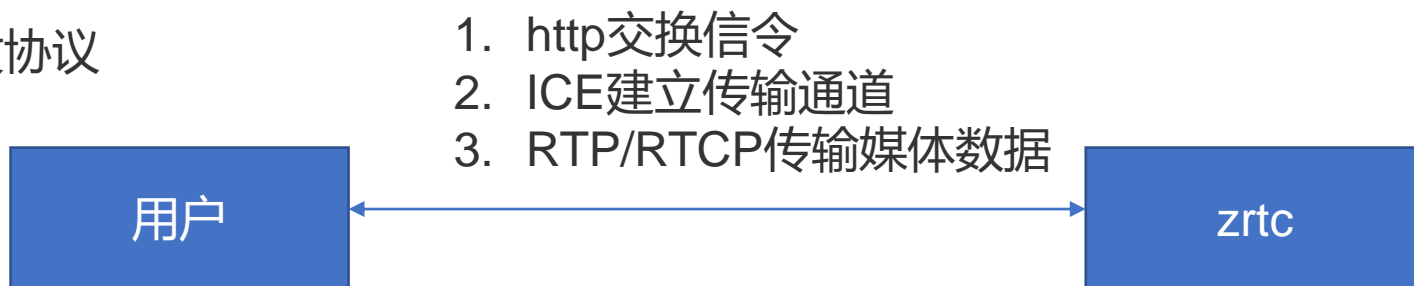 协议
1. http交换信令
2. ICE建立传输通道
3. RTP/RTCP传输媒体数据
用户
zrtc